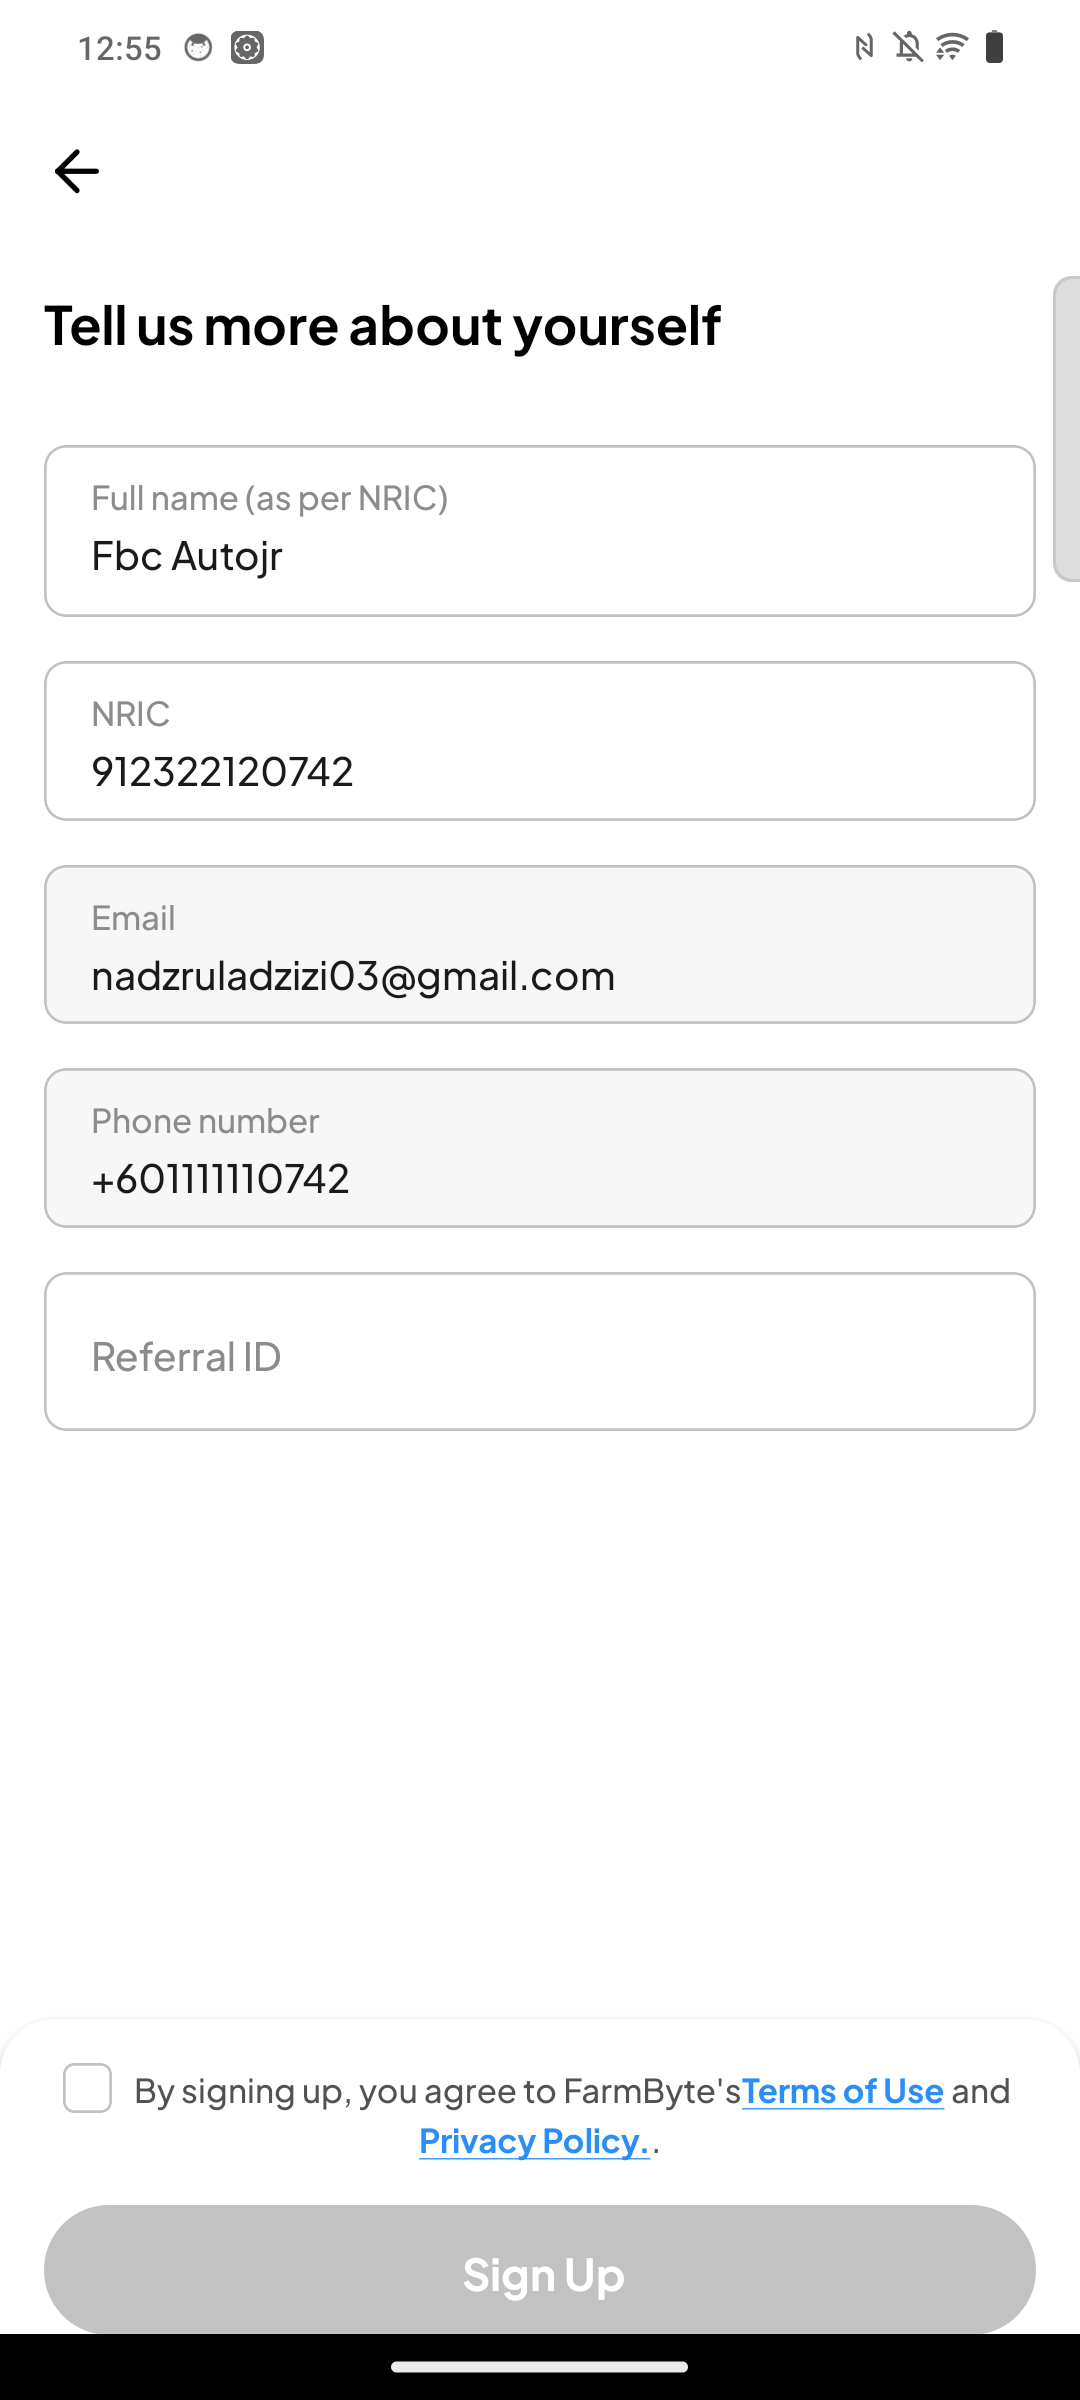 12:55
Tell us more about yourself
Full name (as per NRIC)
Fbc Autojr
NRIC
912322120742
Email
nadzruladzizi03@gmail.com
Phone number
+601111110742
Referral ID
By signing up, you agree to FarmByte'sTerms of Use and
Privacy Policy..
Sign Up